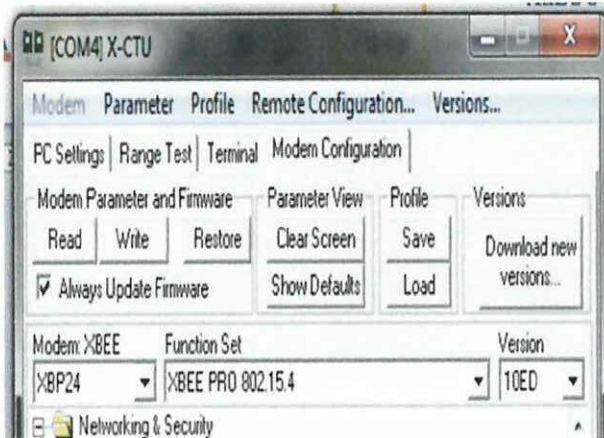 [COM4] X-CTU
Modem Parameter Profile Remote Configuration... Versions...
PC Settings Range Test Terminal Modem Configuration
Modem Parameter and Firmware Parameter View Profile Versions
Read Write Restore Clear Screen Save Download new versions...
Always Update Firmware Show Defaults Load
Modem: XBEE Function Set Version
XBP24 XBEE PRO 802.15.4 10ED
Networking & Security